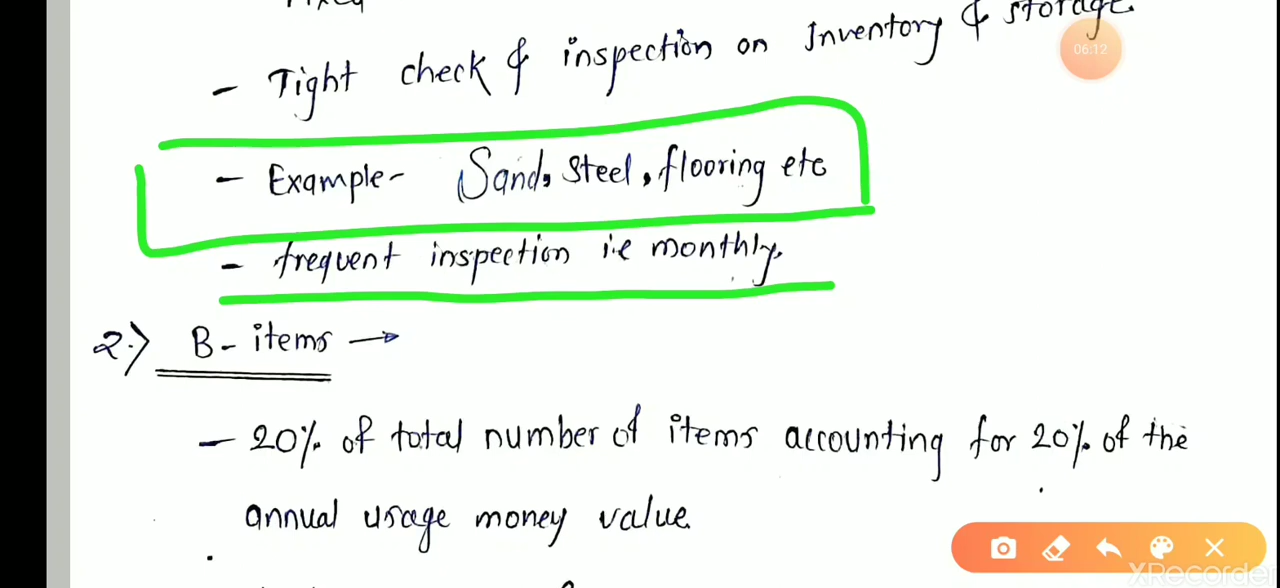 Fixed
- Tight check & inspection on Inventory & storage.
06:12
- Example- Sand, steel, flooring etc
- frequent inspection i.e monthly.
2.) B- items →
- 20% of total number of items accounting for 20% of the
annual usage money value.
XRecorder